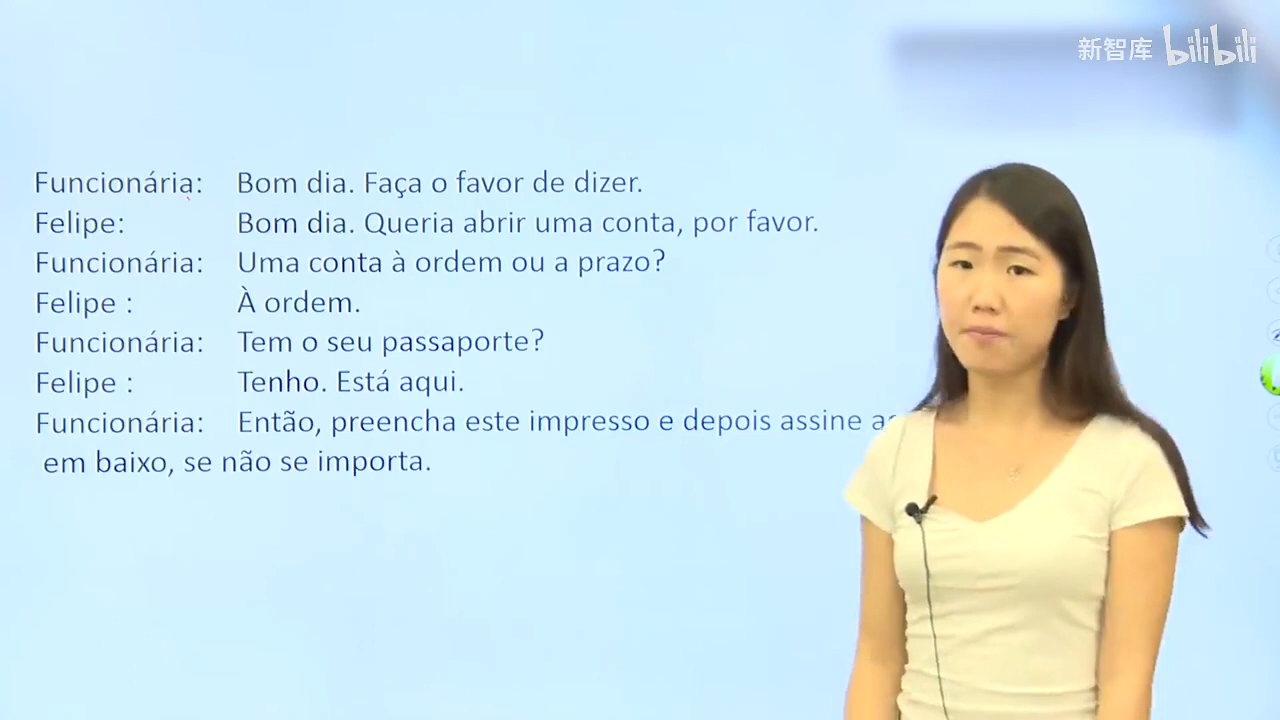 新智库 bilibili
Funcionária: Bom dia. Faça o favor de dizer.
Felipe: Bom dia. Queria abrir uma conta, por favor.
Funcionária: Uma conta à ordem ou a prazo?
Felipe : À ordem.
Funcionária: Tem o seu passaporte?
Felipe : Tenho. Está aqui.
Funcionária: Então, preencha este impresso e depois assine
em baixo, se não se importa.